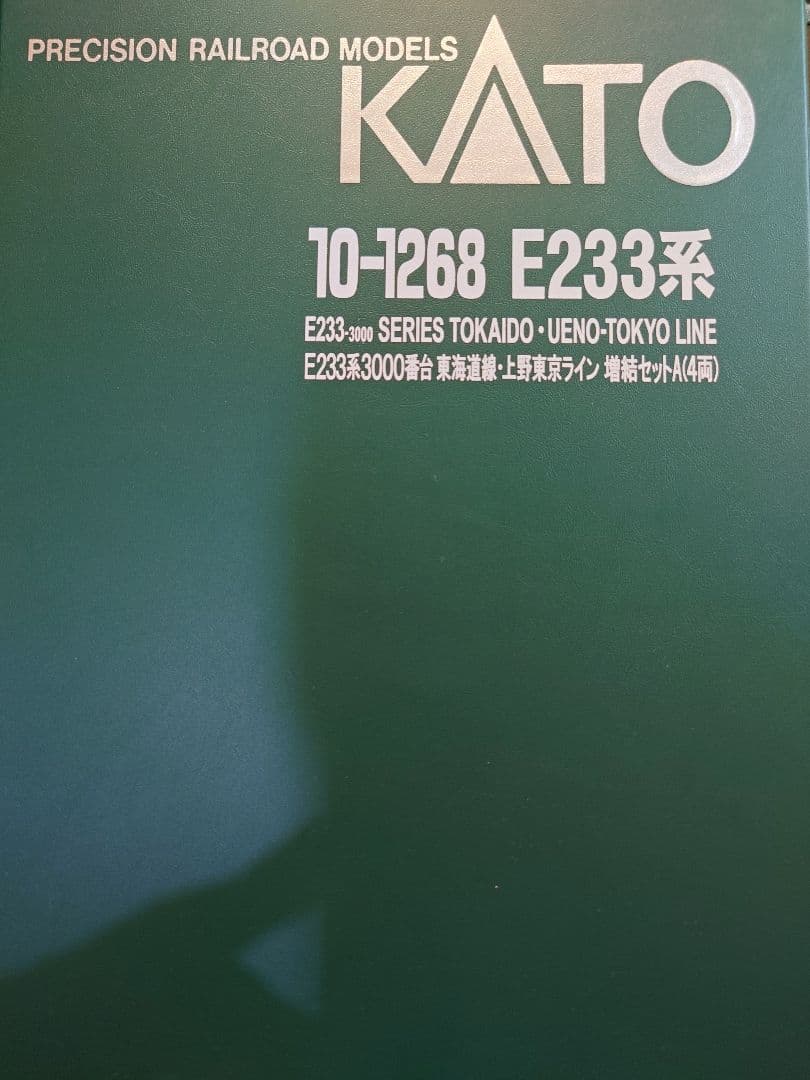 PRECISION RAILROAD MODELS
KATO
10-1268 E233系
E233-3000 SERIES TOKAIDO・UENO-TOKYO LINE
E233系3000番台 東海道線・上野東京ライン 増結セットA(4両)